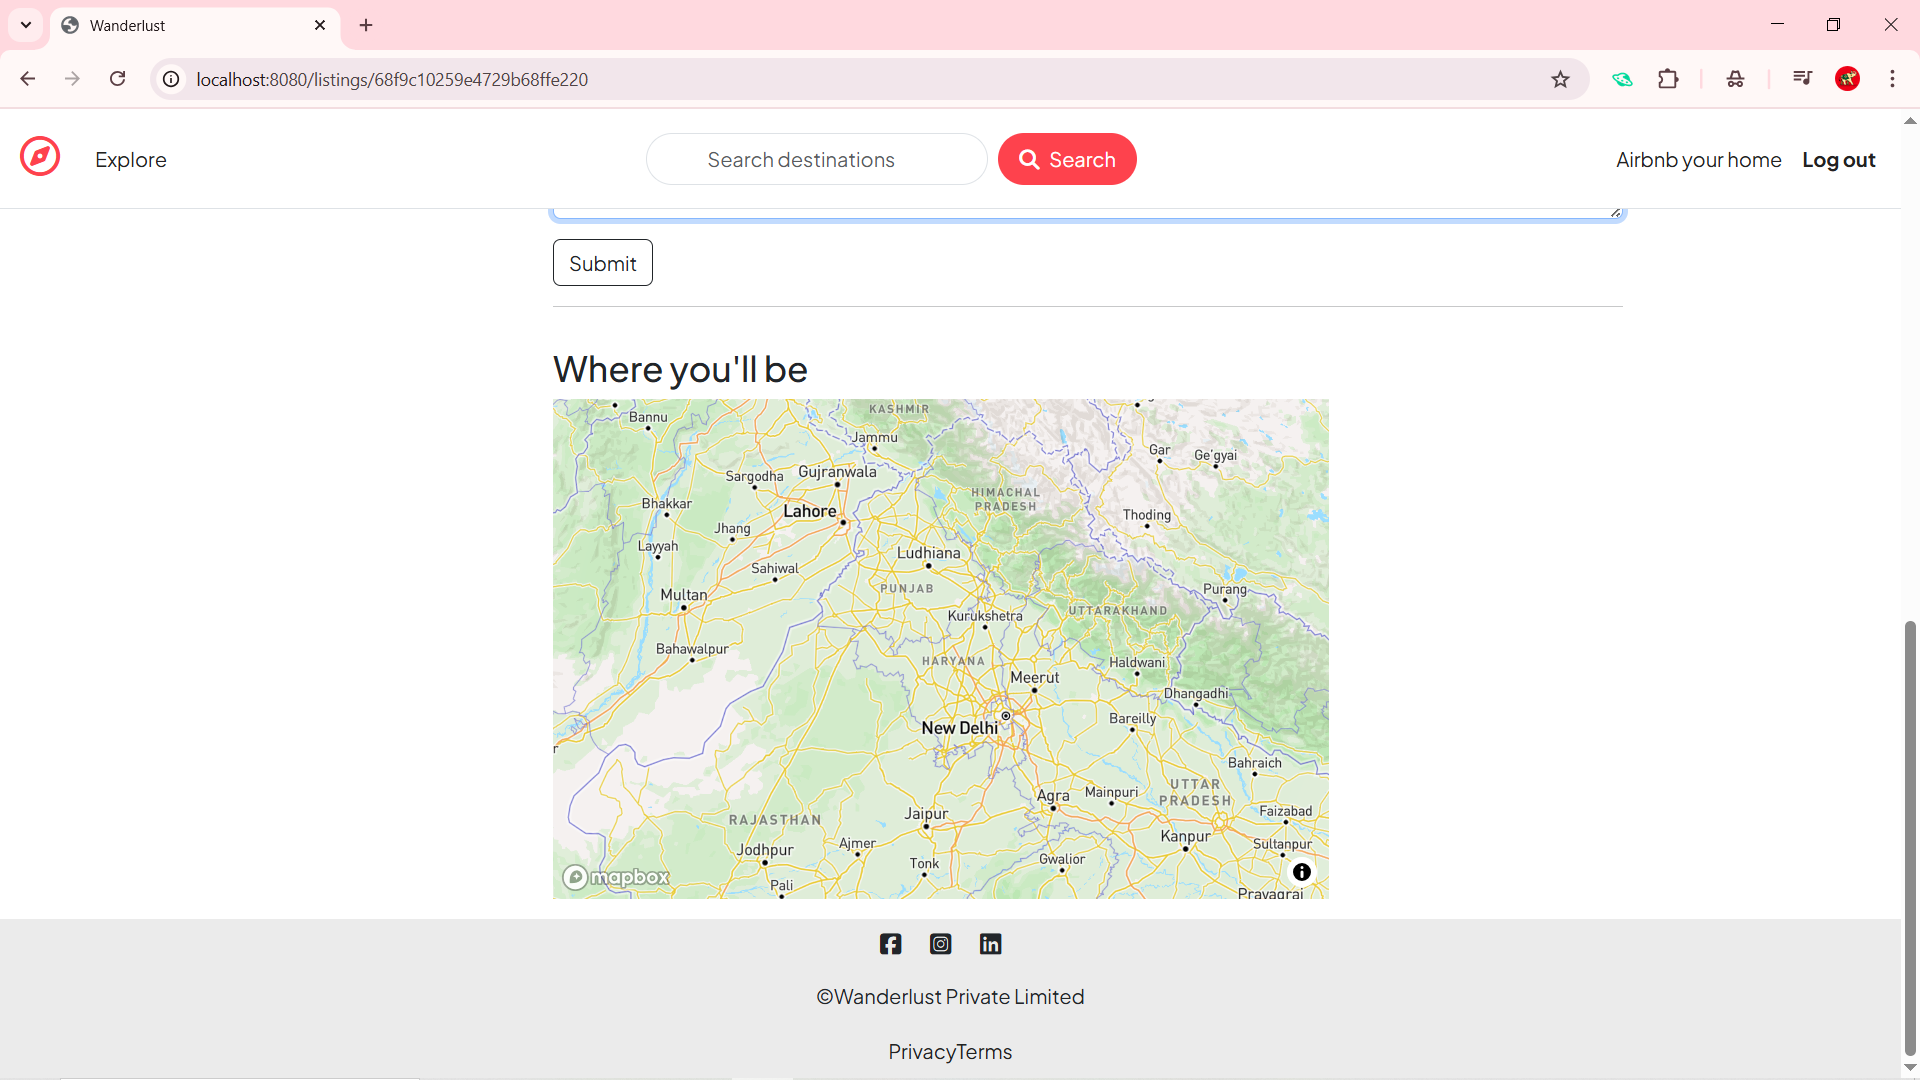 Wanderlust
localhost:8080/listings/68f9c10259e4729b68ffe220
Explore
Search destinations
Search
Airbnb your home
Log out
Submit
Where you'll be
KASHMIR
Bannu
Jammu
Gar
Ge'gyai
Sargodha
Gujranwala
HIMACHAL
PRADESH
Bhakkar
Lahore
Thoding
Jhang
Layyah
Ludhiana
Sahiwal
PUNJAB
Multan
Purang
UTTARAKHAND
Kurukshetra
Bahawalpur
HARYANA
Haldwani
Meerut
Dhangadhi
Bareilly
New Delhi
Bahraich
UTTAR
PRADESH
Agra
Mainpuri
Jaipur
Faizabad
RAJASTHAN
Kanpur
Jodhpur
Ajmer
Sultanpur
Tonk
Gwalior
mapbox
Pali
Prayagraj
©Wanderlust Private Limited
PrivacyTerms